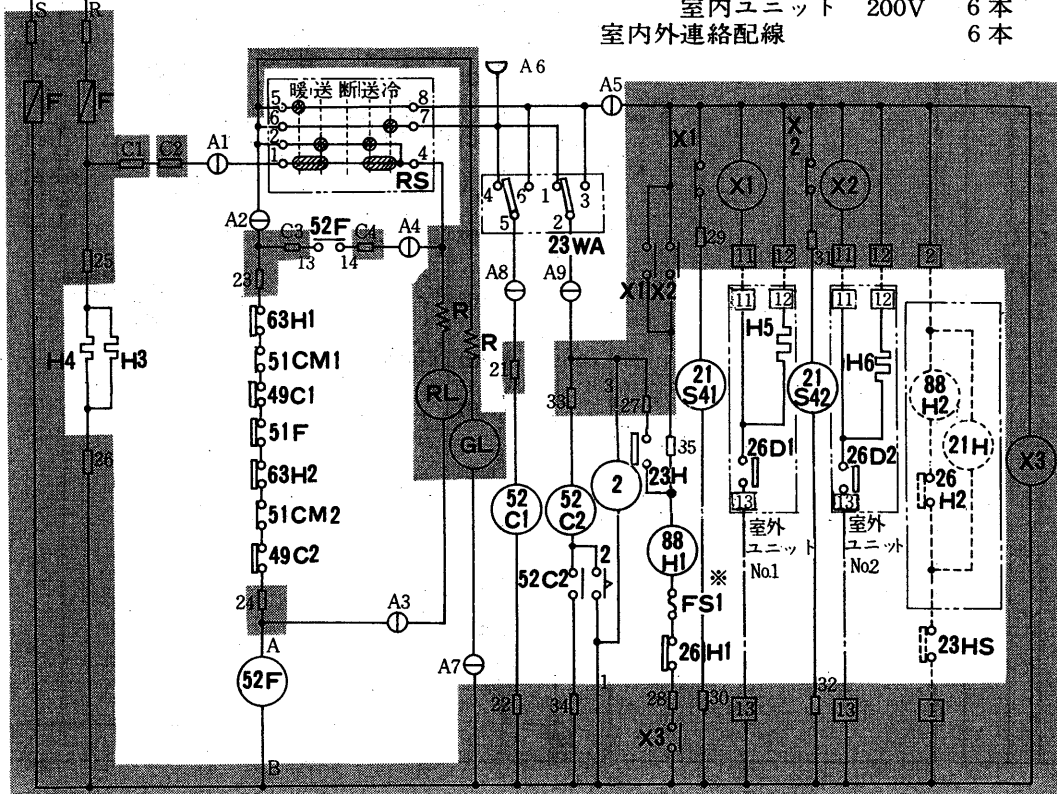 室内ユニット 200V 6本
室内外連絡配線 6本
S R
F F
C1 C2 A1
暖送断送冷
5 8
6 7
2
1 4
RS
A6 A5
A2
52F
C3 C4 A4
13 14
23
25
26
H4 H3
63H1
51CM1
49C1
51F
63H2
51CM2
49C2
24
A3
A
52F
B
R R
RL
GL
A7
4 6 1 3
5 2
23WA
A8 A9
21
52
C1
22
33
52
C2
52C2
34
3
2
2
1
27
23H
35
88
H1
※
FS1
26H1
28
X3
X1 X2
X1
29
21
S41
30
X1
11 12
11 12
H5
26D1
13
室外
ユニット
No.1
13
X2
31
21
S42
32
X2
11 12
11 12
H6
26D2
13
室外
ユニット
No2
13
2
88
H2
21H
26
H2
23HS
1
X3